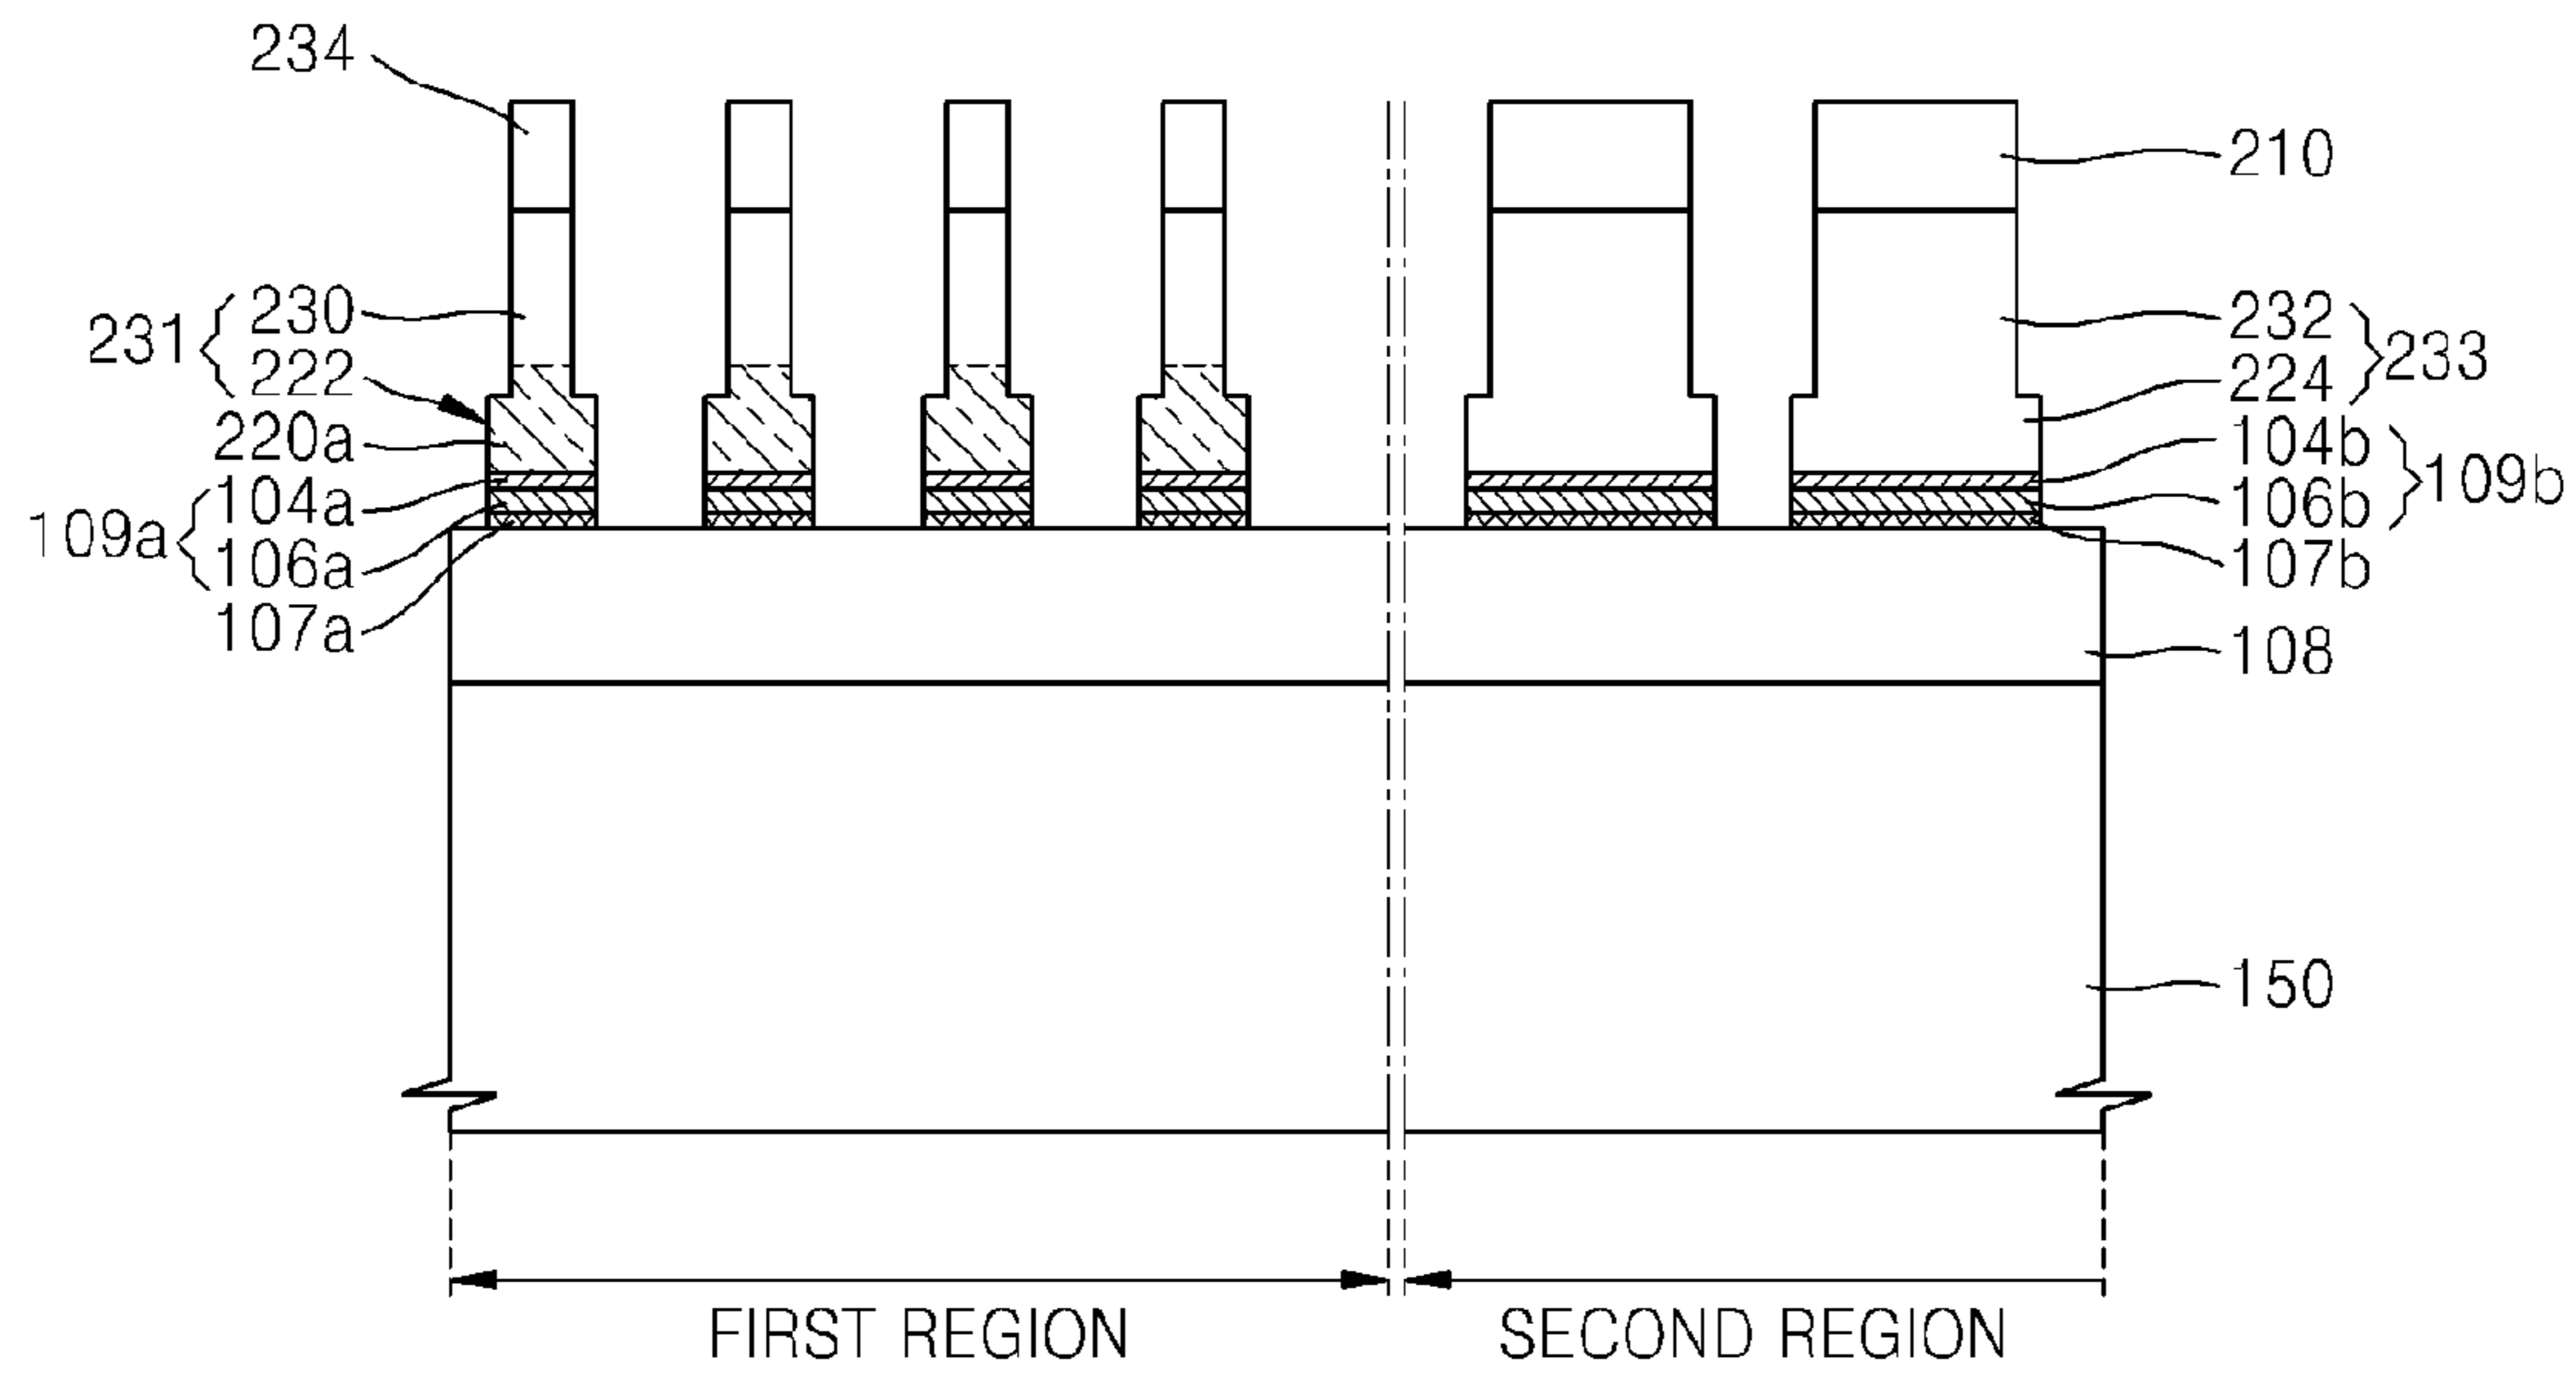 234
210
231 230 232 233
222 224
220a 104b 109b
109a 104a 106b
106a 107b
107a 108
150
FIRST REGION SECOND REGION